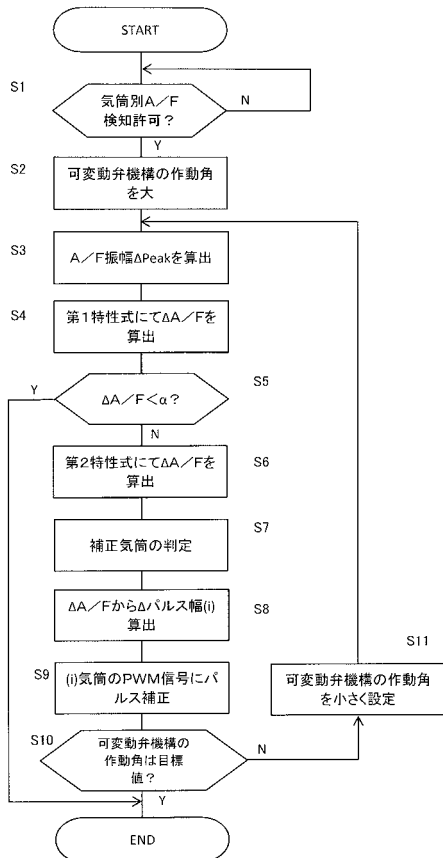 START
S1
気筒別A/F
検知許可?
N
Y
S2
可変動弁機構の作動角
を大
S3
A/F振幅ΔPeakを算出
S4
第1特性式にてΔA/Fを
算出
S5
Y
ΔA/F<α?
N
第2特性式にてΔA/Fを
算出
S6
S7
補正気筒の判定
ΔA/FからΔパルス幅(i)
算出
S8
S9
(i)気筒のPWM信号にパ
ルス補正
S11
可変動弁機構の作動角
を小さく設定
S10
可変動弁機構の
作動角は目標
値?
N
Y
END